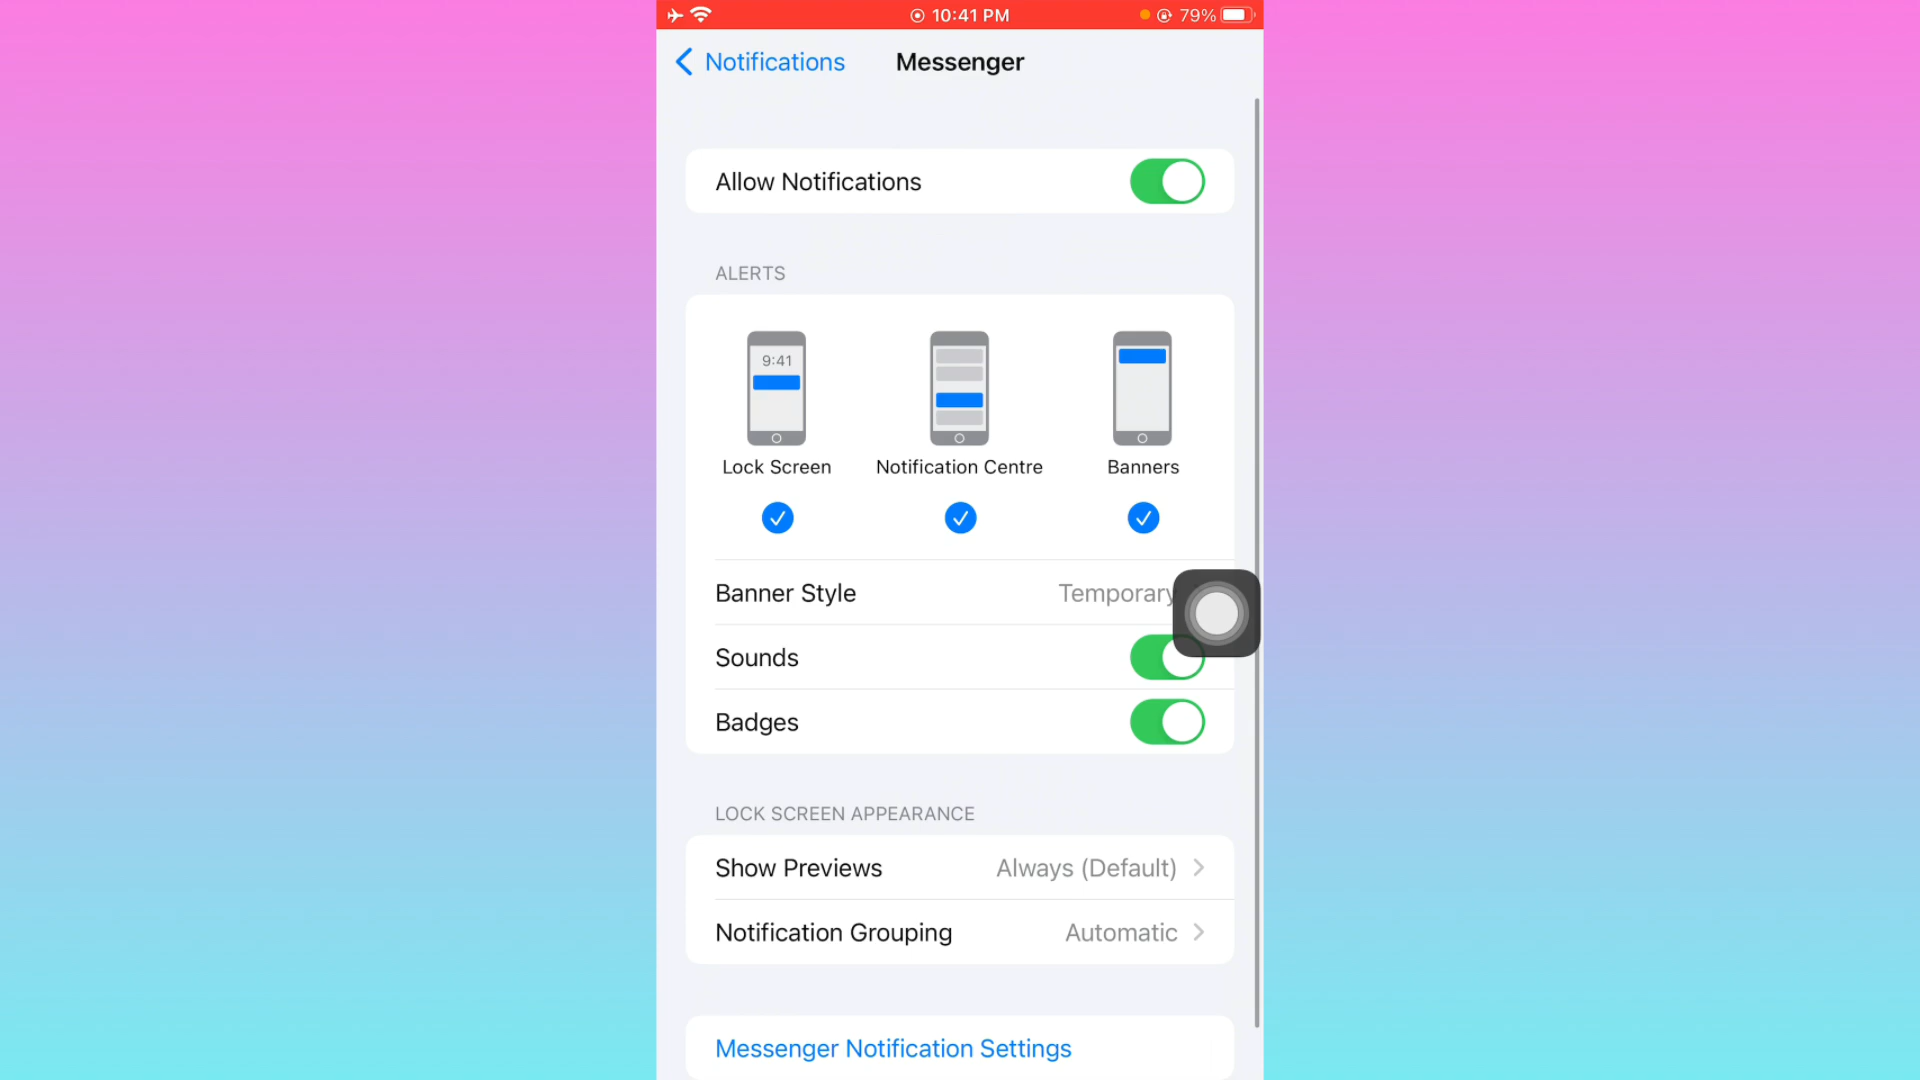 10:41 PM 79%
Notifications Messenger
Allow Notifications
ALERTS
9:41
Lock Screen Notification Centre Banners
Banner Style Temporary
Sounds
Badges
LOCK SCREEN APPEARANCE
Show Previews Always (Default)
Notification Grouping Automatic
Messenger Notification Settings